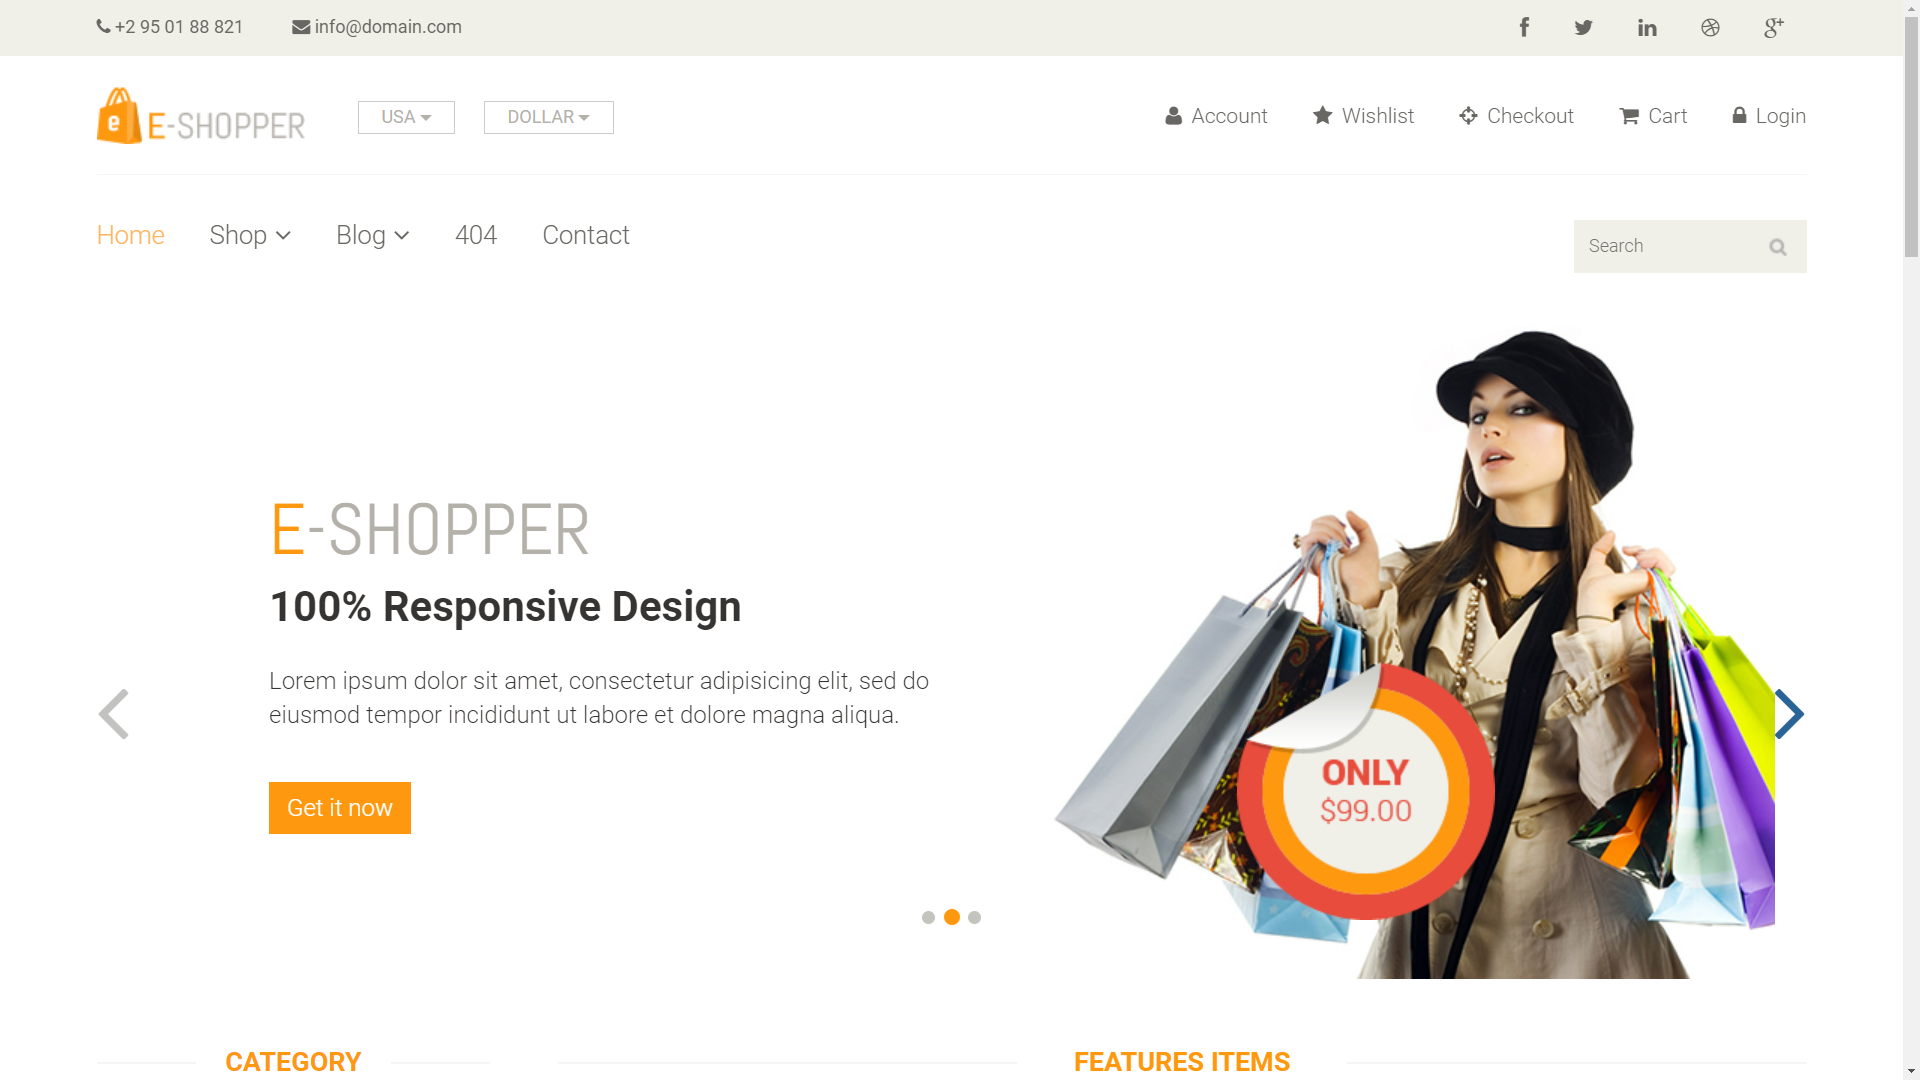 +2 95 01 88 821
info@domain.com
E-SHOPPER
USA
DOLLAR
Account
Wishlist
Checkout
Cart
Login
Home
Shop
Blog
404
Contact
Search
E-SHOPPER
100% Responsive Design
Lorem ipsum dolor sit amet, consectetur adipisicing elit, sed do
eiusmod tempor incididunt ut labore et dolore magna aliqua.
Get it now
ONLY
$99.00
CATEGORY
FEATURES ITEMS